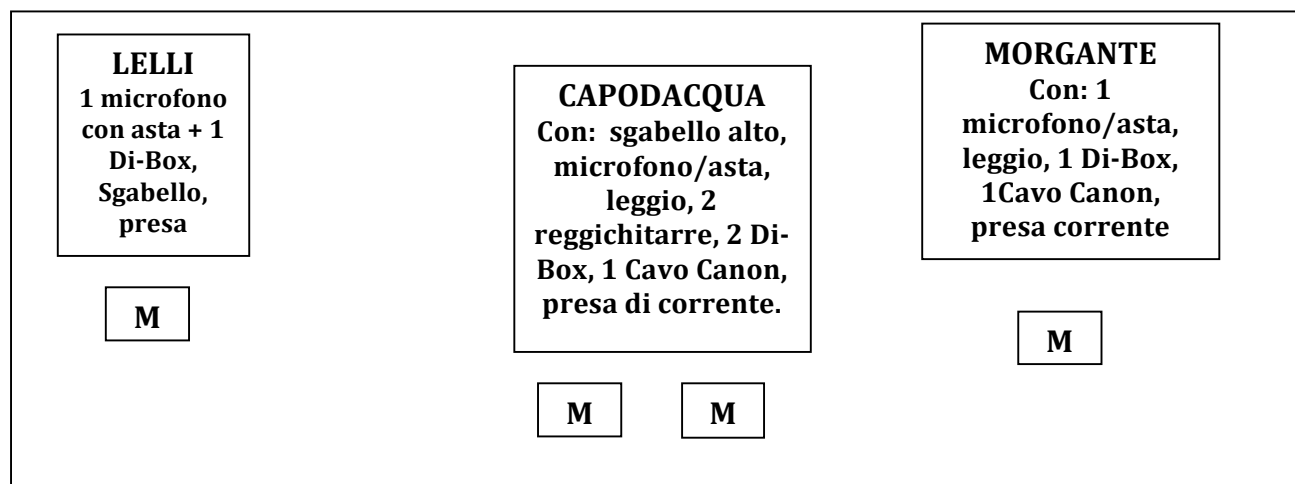 LELLI
1 microfono
con asta + 1
Di-Box,
Sgabello,
presa
M
CAPODACQUA
Con:  sgabello alto,
microfono/asta,
leggio, 2
reggichitarre, 2 Di-
Box, 1 Cavo Canon,
presa di corrente.
M
M
MORGANTE
Con: 1
microfono/asta,
leggio, 1 Di-Box,
1Cavo Canon,
presa corrente
M